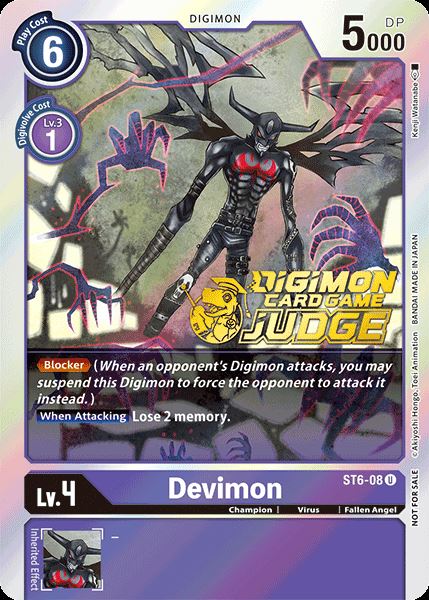 Play Cost
6
DIGIMON
DP
5000
Digivolve Cost
Lv.3
1
Kenji Watanabe
DIGIMON
CARD GAME
JUDGE
©Akiyoshi Hongo, Toei Animation BANDAI MADE IN JAPAN
NOT FOR SALE
Blocker (When an opponent's Digimon attacks, you may
suspend this Digimon to force the opponent to attack it
instead.)
When Attacking Lose 2 memory.
ST6-08 U
Lv.4
Devimon
Champion | Virus | Fallen Angel
Inherited Effect
–